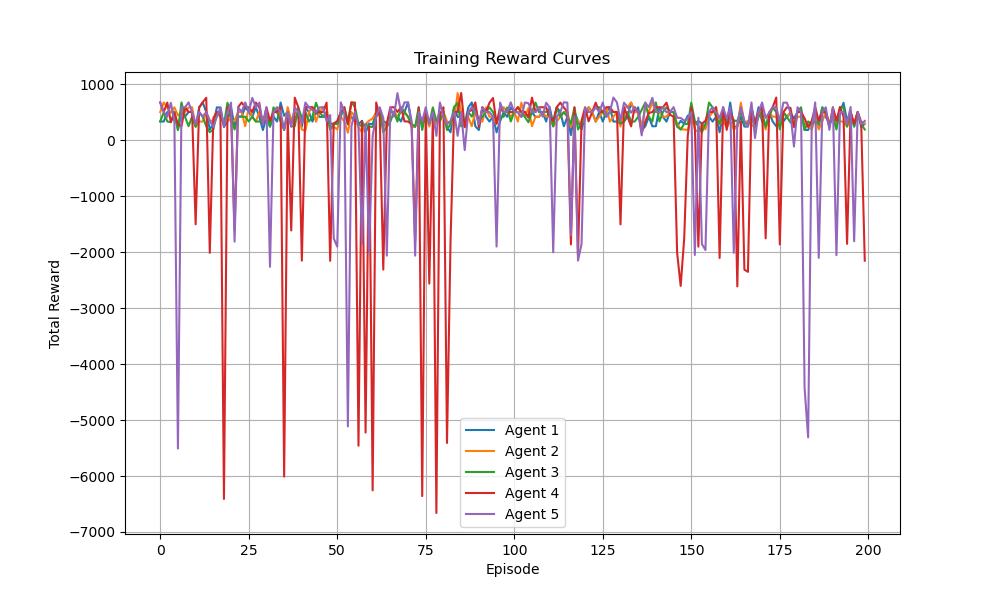 Training Reward Curves
1000
0
−1000
−2000
−3000
−4000
−5000
−6000
−7000
Total Reward
Agent 1
Agent 2
Agent 3
Agent 4
Agent 5
0 25 50 75 100 125 150 175 200
Episode